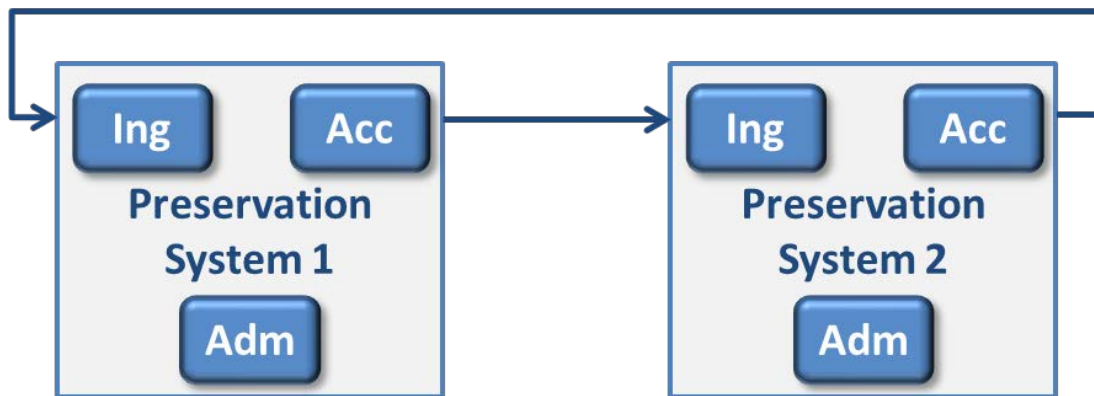 Ing
Acc
Preservation
System 1
Adm
Ing
Acc
Preservation
System 2
Adm